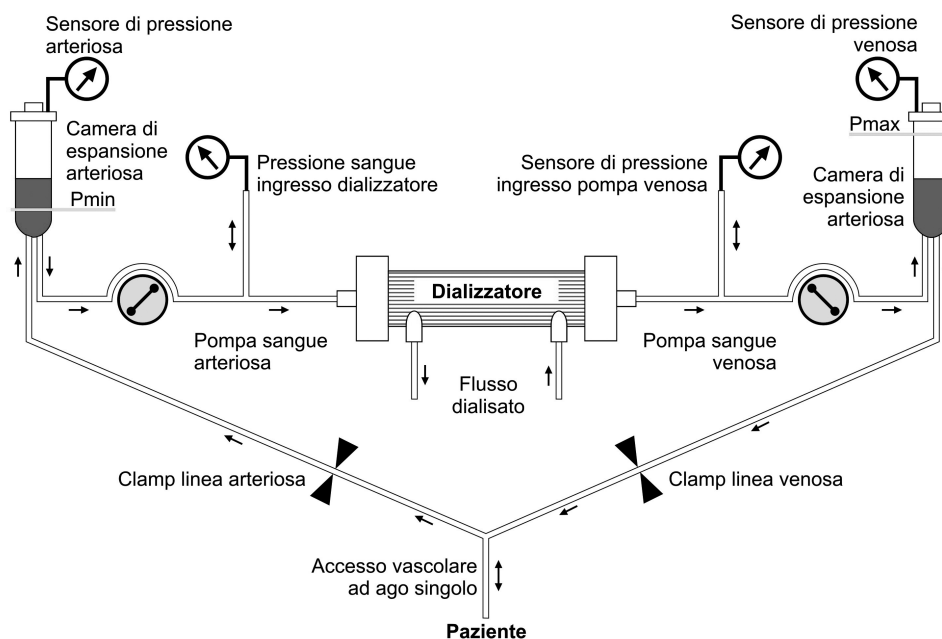 Sensore di pressione
arteriosa
Sensore di pressione
venosa
Camera di
espansione
arteriosa
Pmin
Pressione sangue
ingresso dializzatore
Sensore di pressione
ingresso pompa venosa
Pmax
Camera di
espansione
arteriosa
Dializzatore
Pompa sangue
arteriosa
Flusso
dialisato
Pompa sangue
venosa
Clamp linea arteriosa
Clamp linea venosa
Accesso vascolare
ad ago singolo
Paziente